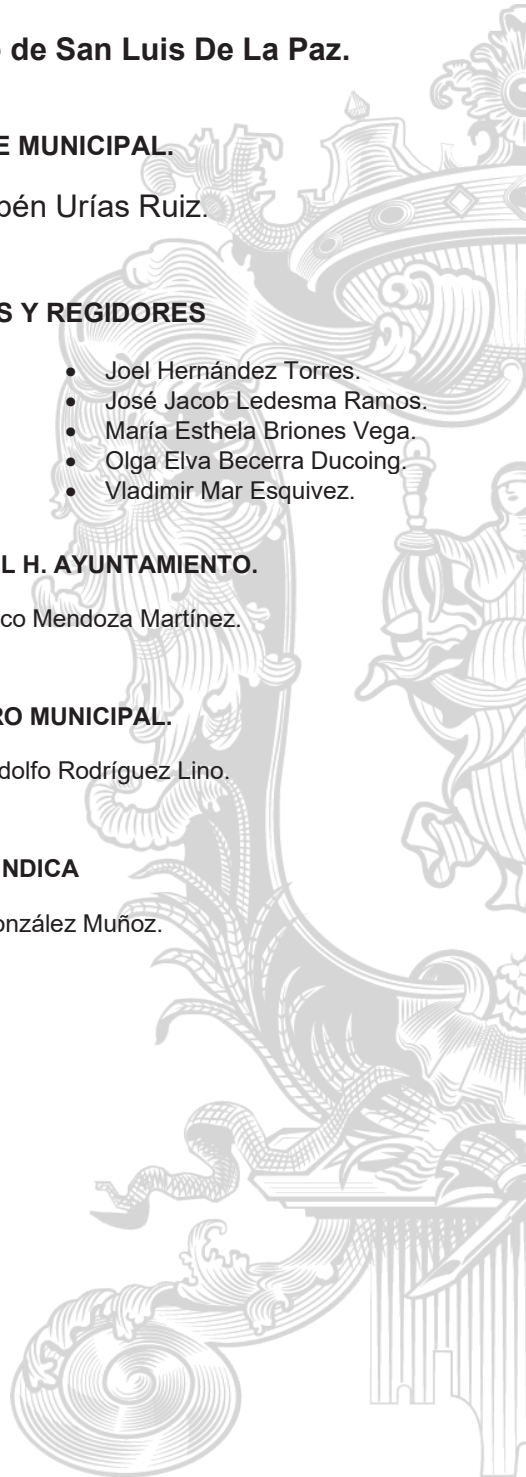 de San Luis De La Paz.
E MUNICIPAL.
bén Urías Ruiz.
S Y REGIDORES
• Joel Hernández Torres.
• José Jacob Ledesma Ramos.
• María Esthela Briones Vega.
• Olga Elva Becerra Ducoing.
• Vladimir Mar Esquivez.
L H. AYUNTAMIENTO.
co Mendoza Martínez.
RO MUNICIPAL.
dolfo Rodríguez Lino.
ÍNDICA
onzález Muñoz.